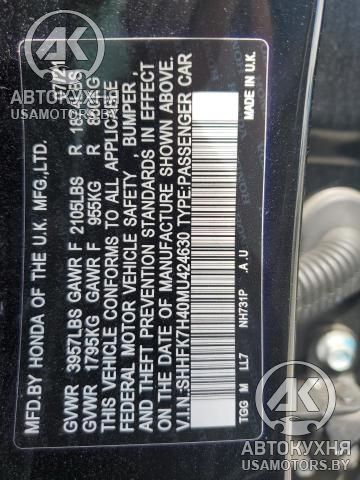 MFD.BY HONDA OF THE U.K. MFG.,LTD. 07/21
GVWR 3957LBS GAWR F 2105LBS R
GVWR 1795KG GAWR F 955KG R
THIS VEHICLE CONFORMS TO ALL APPLICABLE
FEDERAL MOTOR VEHICLE SAFETY , BUMPER ,
AND THEFT PREVENTION STANDARDS IN EFFECT
ON THE DATE OF MANUFACTURE SHOWN ABOVE.
V.I.N.:SHHFK7H40MU424630 TYPE:PASSENGER CAR
TGG M LL7 NH731P .A.U MADE IN U.K.
АВТОКУХНЯ
USAMOTORS.BY
АВТОКУХНЯ
USAMOTORS.BY